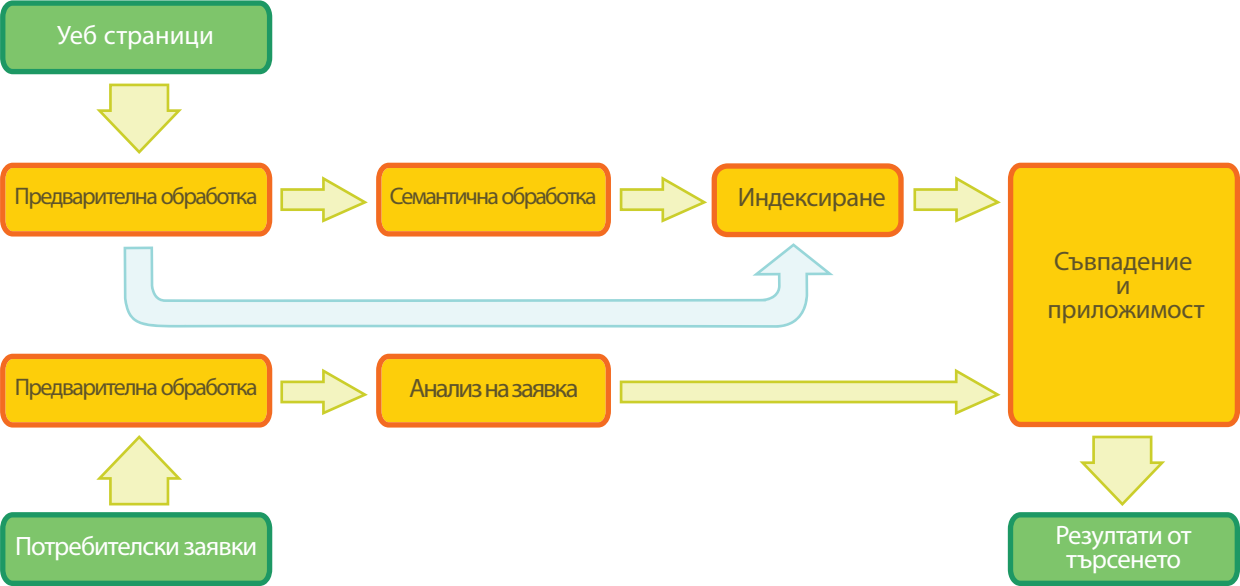 Уеб страници
Предварителна обработка
Семантична обработка
Индексиране
Съвпадение
и
приложимост
Предварителна обработка
Анализ на заявка
Потребителски заявки
Резултати от
търсенето